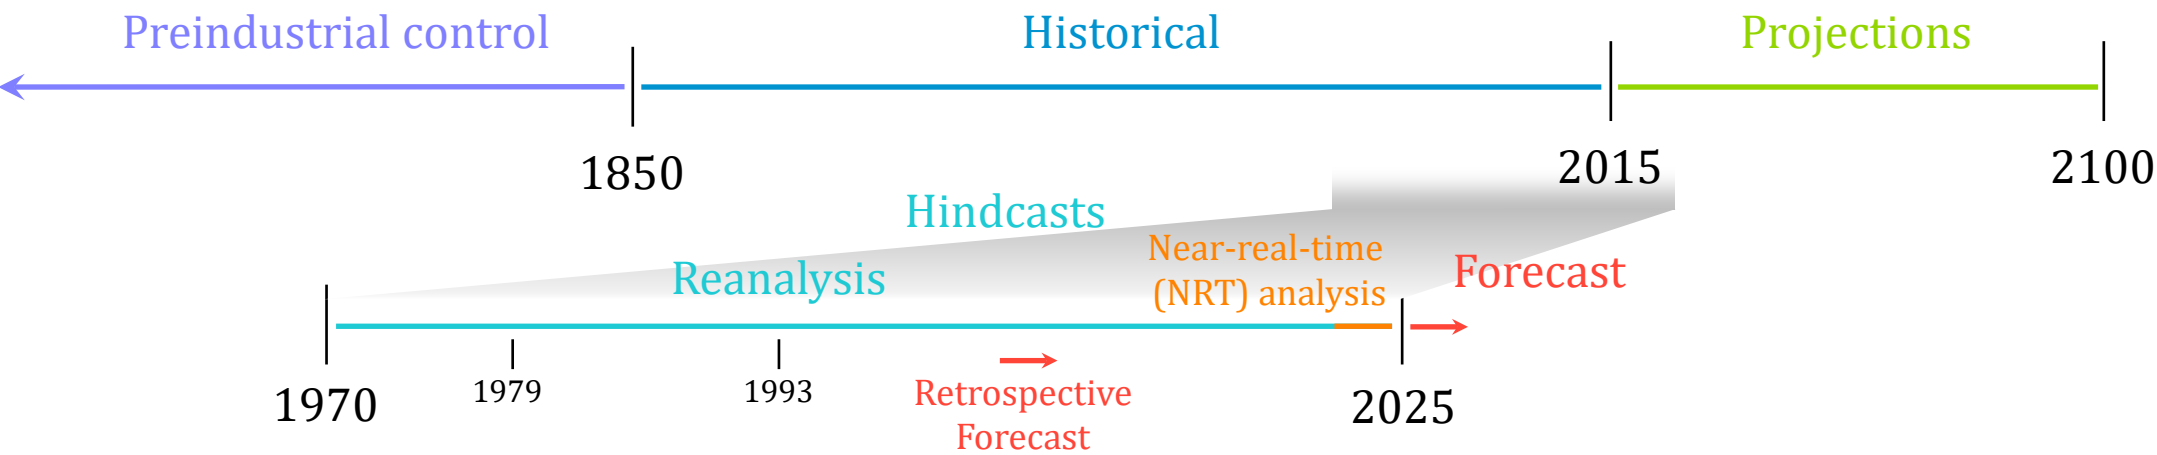 Preindustrial control
Historical
Projections
1850
2015
2100
Hindcasts
Reanalysis
Near-real-time
(NRT) analysis
Forecast
1970
1979
1993
Retrospective
Forecast
2025